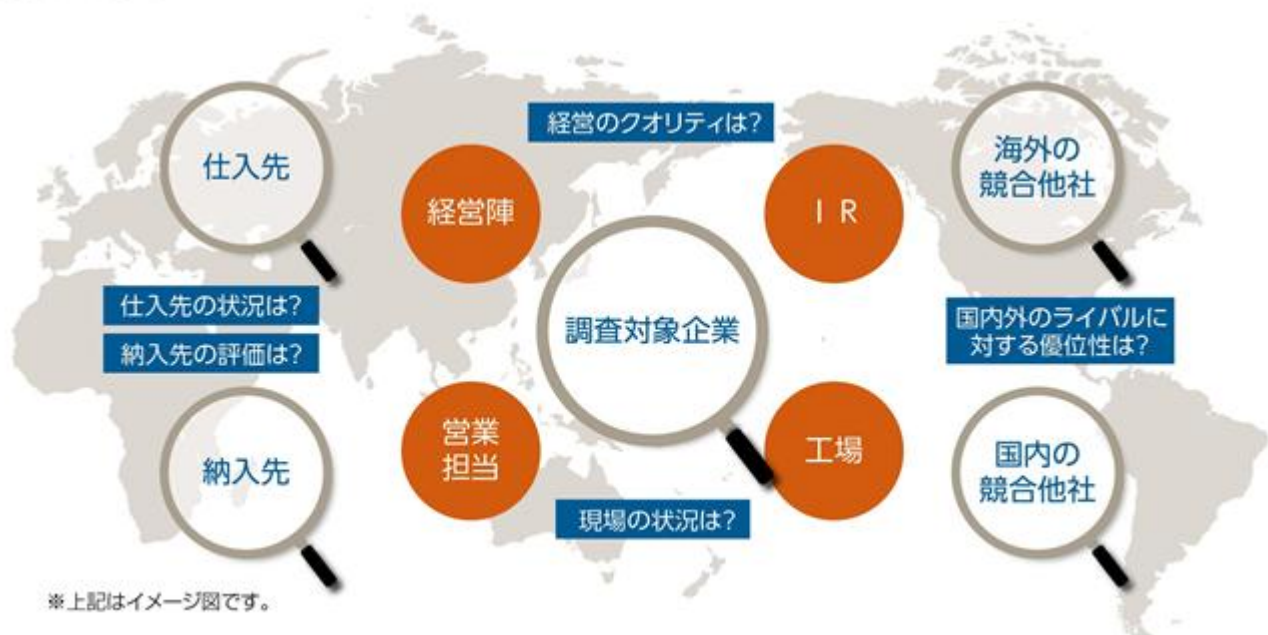 経営のクオリティは?
仕入先
経営陣
ＩＲ
海外の
競合他社
仕入先の状況は?
納入先の評価は?
調査対象企業
国内外のライバルに
対する優位性は?
納入先
営業
担当
工場
国内の
競合他社
現場の状況は?
※上記はイメージ図です。